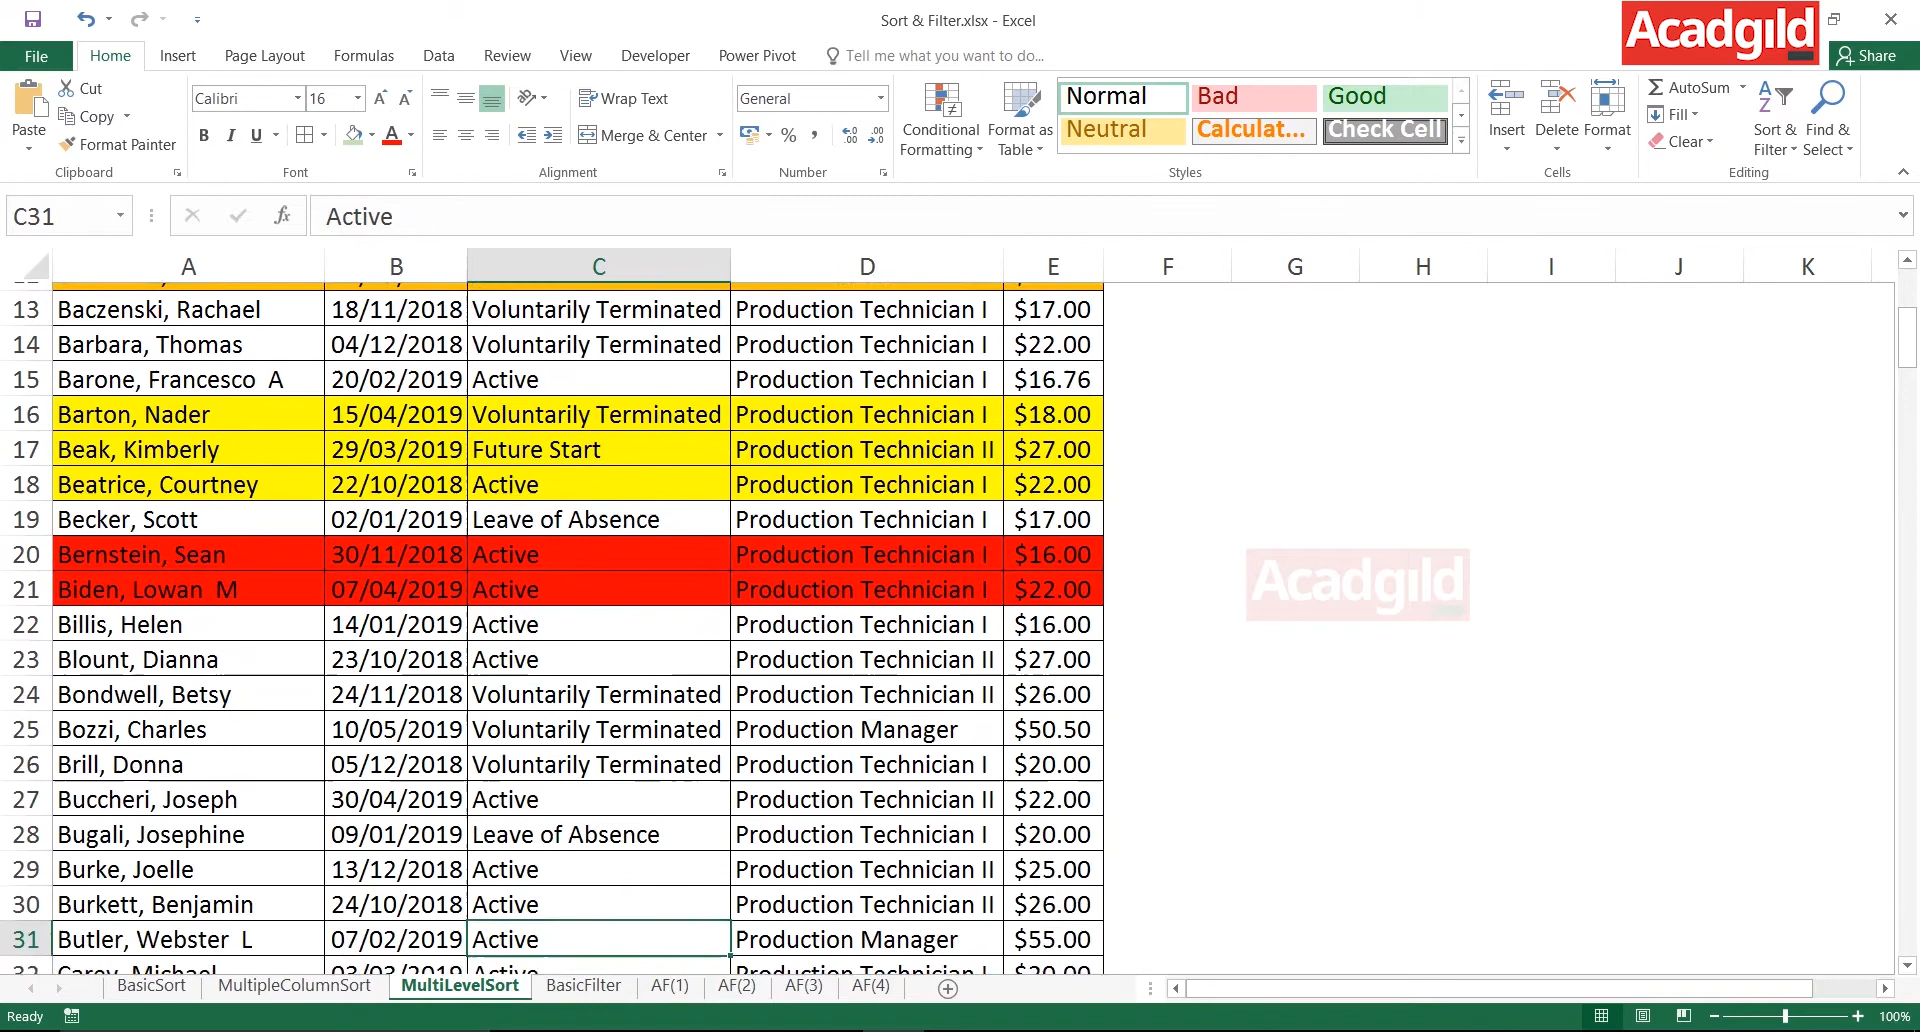 Sort & Filter.xlsx - Excel
Acadgıld
File Home Insert Page Layout Formulas Data Review View Developer Power Pivot Tell me what you want to do... Share
Paste
Cut
Copy
Format Painter
Clipboard
Calibri 16
B I U
Font
Wrap Text
Merge & Center
Alignment
General
%
Number
Conditional Formatting
Format as Table
Normal Bad Good
Neutral Calculat... Check Cell
Styles
Insert Delete Format
Cells
AutoSum
Fill
Clear
Sort & Filter
Find & Select
Editing
C31 fx Active
A B C D E F G H I J K
13 Baczenski, Rachael 18/11/2018 Voluntarily Terminated Production Technician I $17.00
14 Barbara, Thomas 04/12/2018 Voluntarily Terminated Production Technician I $22.00
15 Barone, Francesco A 20/02/2019 Active Production Technician I $16.76
16 Barton, Nader 15/04/2019 Voluntarily Terminated Production Technician I $18.00
17 Beak, Kimberly 29/03/2019 Future Start Production Technician II $27.00
18 Beatrice, Courtney 22/10/2018 Active Production Technician I $22.00
19 Becker, Scott 02/01/2019 Leave of Absence Production Technician I $17.00
20 Bernstein, Sean 30/11/2018 Active Production Technician I $16.00
21 Biden, Lowan M 07/04/2019 Active Production Technician I $22.00
Acadgıld
22 Billis, Helen 14/01/2019 Active Production Technician I $16.00
23 Blount, Dianna 23/10/2018 Active Production Technician II $27.00
24 Bondwell, Betsy 24/11/2018 Voluntarily Terminated Production Technician II $26.00
25 Bozzi, Charles 10/05/2019 Voluntarily Terminated Production Manager $50.50
26 Brill, Donna 05/12/2018 Voluntarily Terminated Production Technician I $20.00
27 Buccheri, Joseph 30/04/2019 Active Production Technician II $22.00
28 Bugali, Josephine 09/01/2019 Leave of Absence Production Technician I $20.00
29 Burke, Joelle 13/12/2018 Active Production Technician II $25.00
30 Burkett, Benjamin 24/10/2018 Active Production Technician II $26.00
31 Butler, Webster L 07/02/2019 Active Production Manager $55.00
32 Carey, Michael 03/03/2019 Active Production Technician I $20.00
BasicSort MultipleColumnSort MultiLevelSort BasicFilter AF(1) AF(2) AF(3) AF(4)
Ready 100%